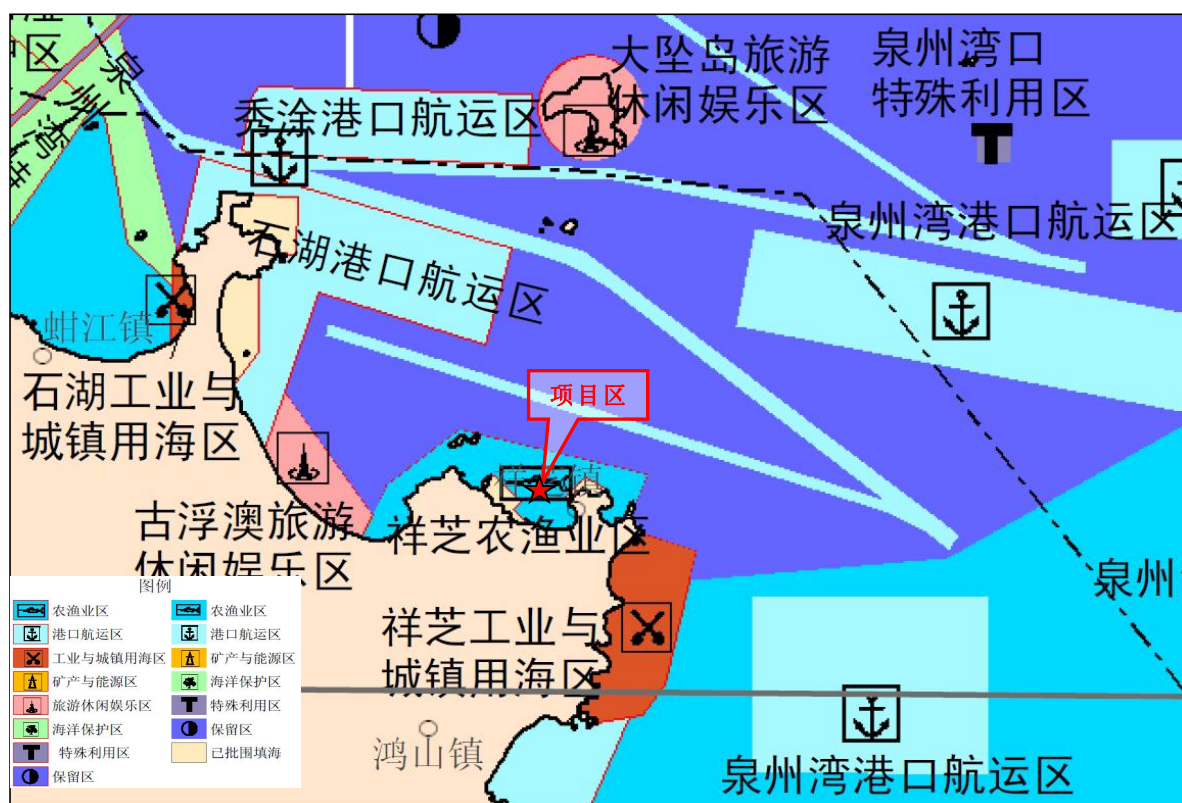 湿
护区
泉
州
湾
特
秀涂港口航运区
大坠岛旅游
休闲娱乐区
泉州湾口
特殊利用区
泉州湾港口航运区
石湖港口航运区
蚶江镇
石湖工业与
城镇用海区
项目区
古浮澳旅游
休闲娱乐区
祥芝农渔业区
泉州
祥芝工业与
城镇用海区
鸿山镇
泉州湾港口航运区
图例
农渔业区
农渔业区
港口航运区
港口航运区
工业与城镇用海区
矿产与能源区
矿产与能源区
海洋保护区
旅游休闲娱乐区
特殊利用区
海洋保护区
保留区
特殊利用区
已批围填海
保留区